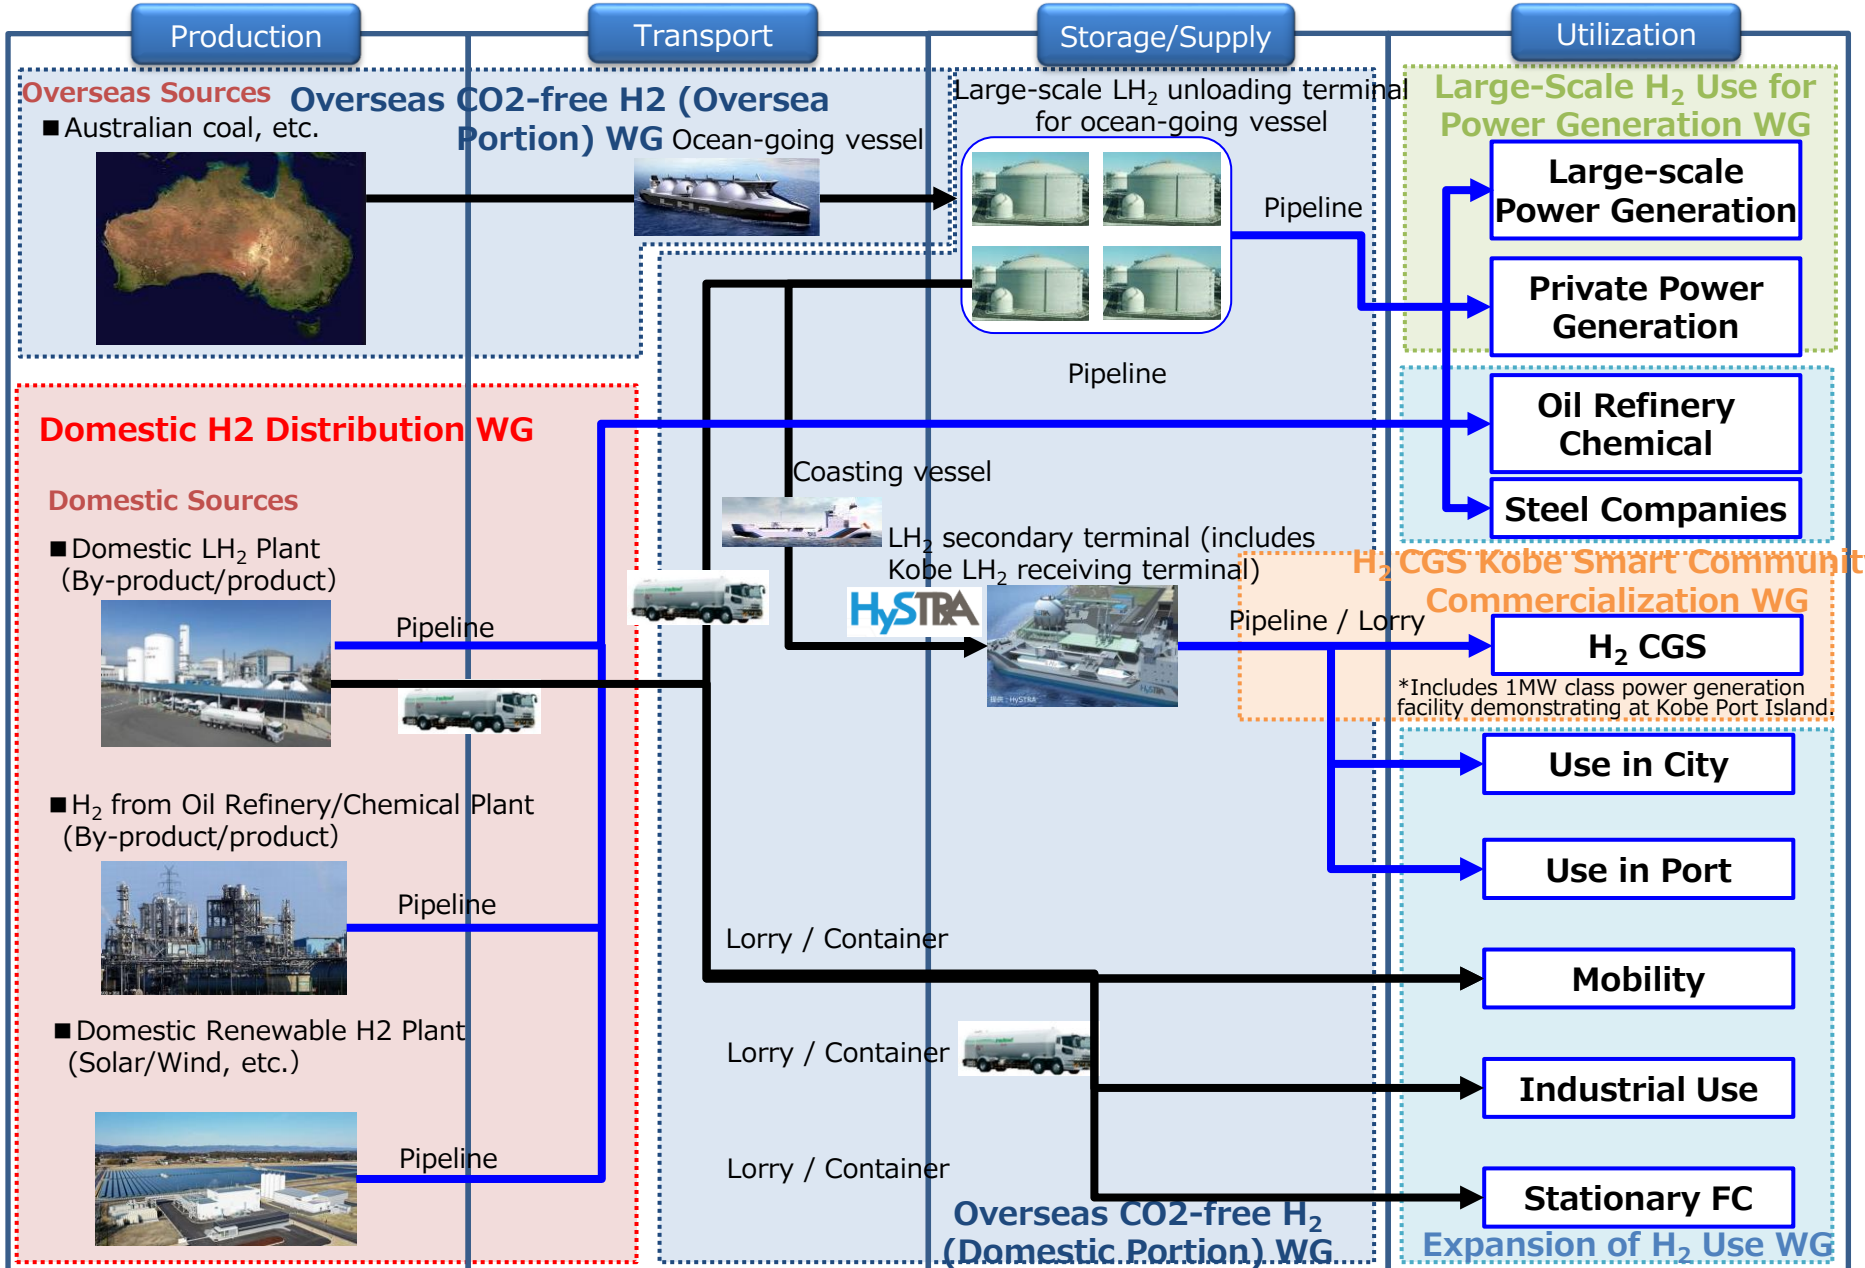 Production
Transport
Storage/Supply
Utilization
Overseas Sources
■Australian coal, etc.
Overseas CO2-free H2 (Oversea
Portion) WG
Ocean-going vessel
LH2
Large-scale LH₂ unloading terminal
for ocean-going vessel
Pipeline
Large-Scale H₂ Use for
Power Generation WG
Large-scale
Power Generation
Private Power
Generation
Pipeline
Oil Refinery
Chemical
Steel Companies
Domestic H2 Distribution WG
Domestic Sources
■Domestic LH₂ Plant
（By-product/product）
Pipeline
Coasting vessel
LH₂ secondary terminal (includes
Kobe LH₂ receiving terminal)
HySTRA
提供：HySTRA
Pipeline / Lorry
H₂ CGS Kobe Smart Communit
Commercialization WG
H₂ CGS
*Includes 1MW class power generation
facility demonstrating at Kobe Port Island.
Use in City
Use in Port
■H₂ from Oil Refinery/Chemical Plant
(By-product/product）
Pipeline
Lorry / Container
Mobility
■Domestic Renewable H2 Plant
(Solar/Wind, etc.）
Pipeline
Lorry / Container
Industrial Use
Lorry / Container
Stationary FC
Overseas CO2-free H₂
(Domestic Portion) WG
Expansion of H₂ Use WG